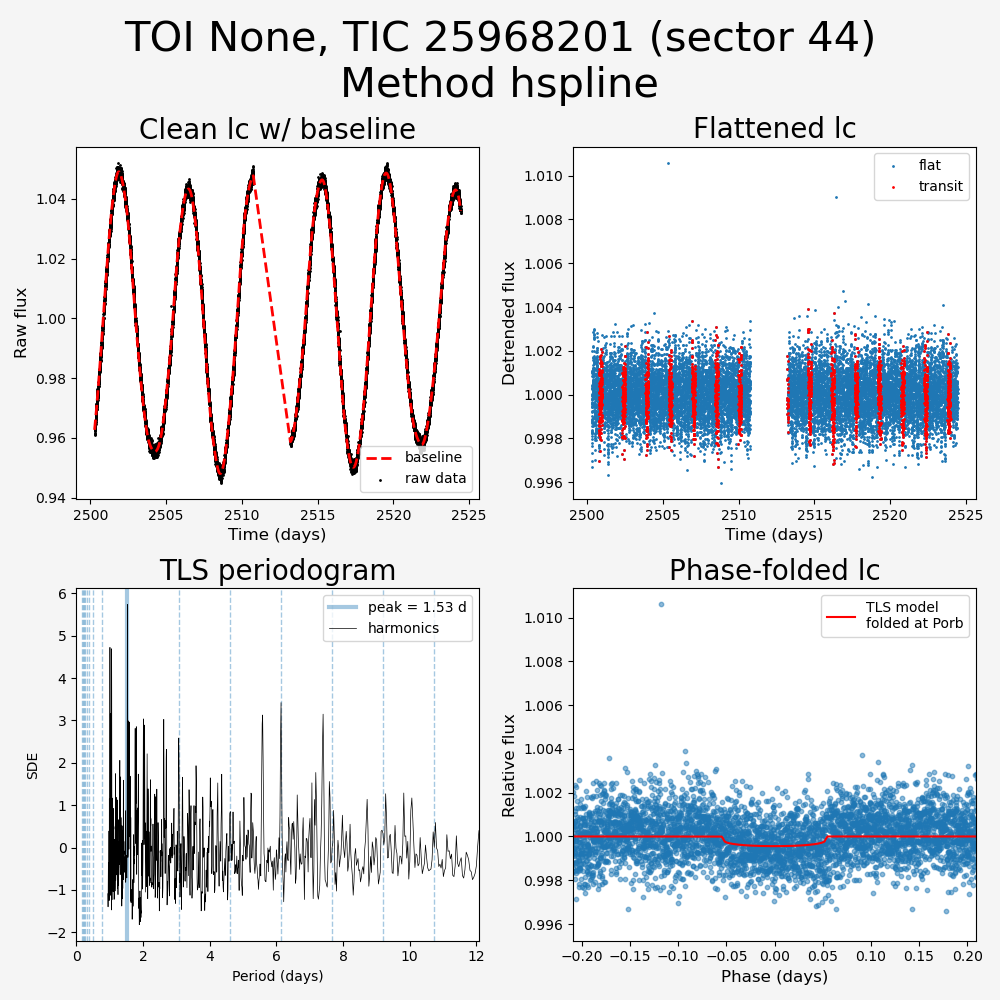 TOI None, TIC 25968201 (sector 44)
Method hspline
Clean lc w/ baseline
Raw flux
1.04
1.02
1.00
0.98
0.96
0.94
2500
2505
2510
2515
2520
2525
Time (days)
baseline
raw data
Flattened lc
Detrended flux
1.010
1.008
1.006
1.004
1.002
1.000
0.998
0.996
2500
2505
2510
2515
2520
2525
Time (days)
flat
transit
TLS periodogram
SDE
6
5
4
3
2
1
0
−1
−2
0
2
4
6
8
10
12
Period (days)
peak = 1.53 d
harmonics
Phase-folded lc
Relative flux
1.010
1.008
1.006
1.004
1.002
1.000
0.998
0.996
−0.20
−0.15
−0.10
−0.05
0.00
0.05
0.10
0.15
0.20
Phase (days)
TLS model
folded at Porb